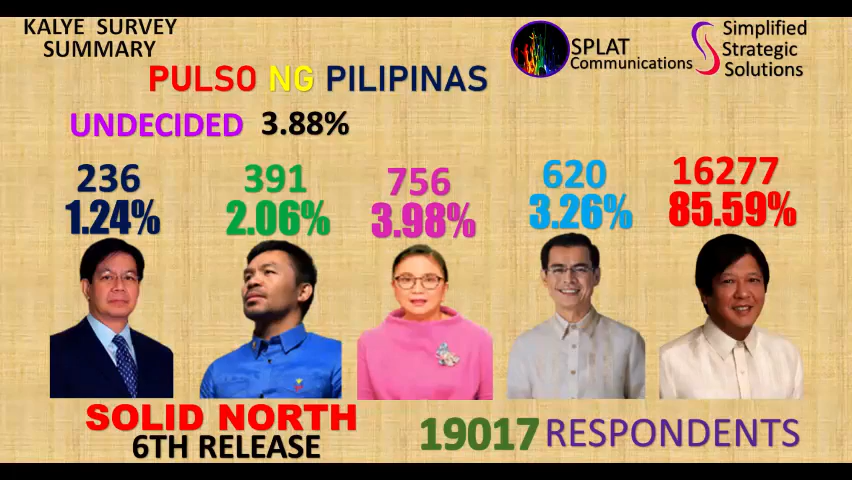 KALYE SURVEY
SUMMARY
SPLAT
Communications
Simplified
Strategic
Solutions
PULSO NG PILIPINAS
UNDECIDED 3.88%
236
1.24%
391
2.06%
756
3.98%
620
3.26%
16277
85.59%
SOLID NORTH
6TH RELEASE
19017 RESPONDENTS